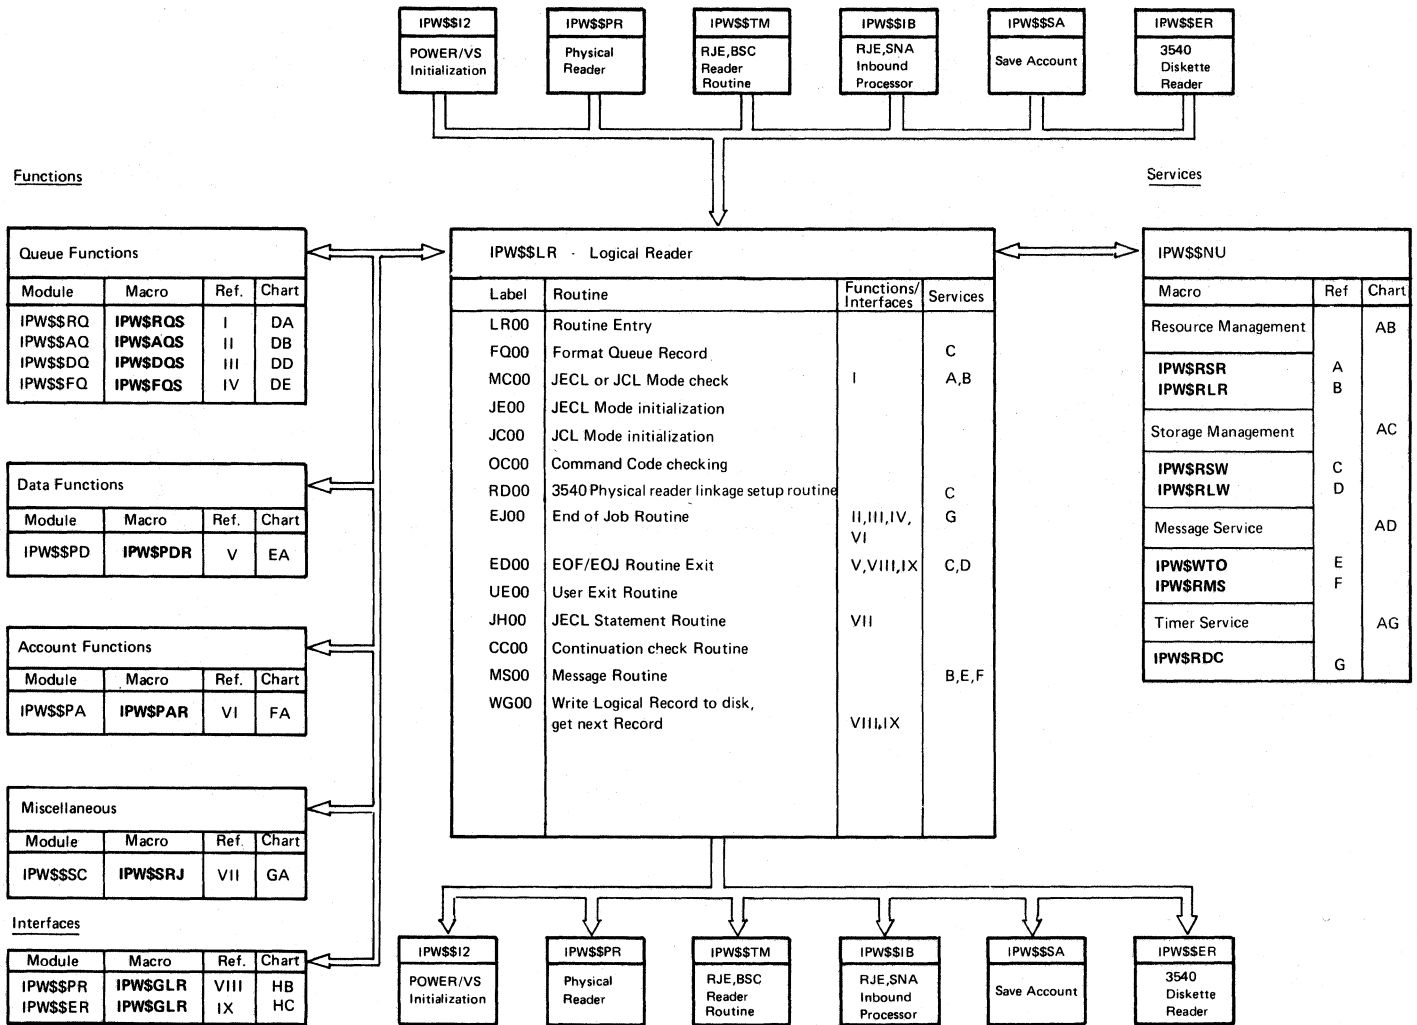 IPW$$I2 IPW$$PR IPW$$TM IPW$$IB IPW$$SA IPW$$ER
POWER/VS Initialization
Physical Reader
RJE,BSC Reader Routine
RJE,SNA Inbound Processor
Save Account
3540 Diskette Reader
Functions
Services
Queue Functions
Module Macro Ref. Chart
IPW$$RQ IPW$RQS I DA
IPW$$AQ IPW$AQS II DB
IPW$$DQ IPW$DQS III DD
IPW$$FQ IPW$FQS IV DE
Data Functions
Module Macro Ref. Chart
IPW$$PD IPW$PDR V EA
Account Functions
Module Macro Ref. Chart
IPW$$PA IPW$PAR VI FA
Miscellaneous
Module Macro Ref. Chart
IPW$$SC IPW$SRJ VII GA
Interfaces
Module Macro Ref. Chart
IPW$$PR IPW$GLR VIII HB
IPW$$ER IPW$GLR IX HC
IPW$$LR - Logical Reader
Label Routine Functions/ Interfaces Services
LR00 Routine Entry
FQ00 Format Queue Record C
MC00 JECL or JCL Mode check I A,B
JE00 JECL Mode initialization
JC00 JCL Mode initialization
OC00 Command Code checking
RD00 3540 Physical reader linkage setup routine C
EJ00 End of Job Routine II,III,IV, G
VI
ED00 EOF/EOJ Routine Exit V,VIII,IX C,D
UE00 User Exit Routine
JH00 JECL Statement Routine VII
CC00 Continuation check Routine
MS00 Message Routine B,E,F
WG00 Write Logical Record to disk,
get next Record VIII,IX
IPW$$NU
Macro Ref Chart
Resource Management AB
IPW$RSR A
IPW$RLR B
Storage Management AC
IPW$RSW C
IPW$RLW D
Message Service AD
IPW$WTO E
IPW$RMS F
Timer Service AG
IPW$RDC G
IPW$$I2 IPW$$PR IPW$$TM IPW$$IB IPW$$SA IPW$$ER
POWER/VS Initialization
Physical Reader
RJE,BSC Reader Routine
RJE,SNA Inbound Processor
Save Account
3540 Diskette Reader